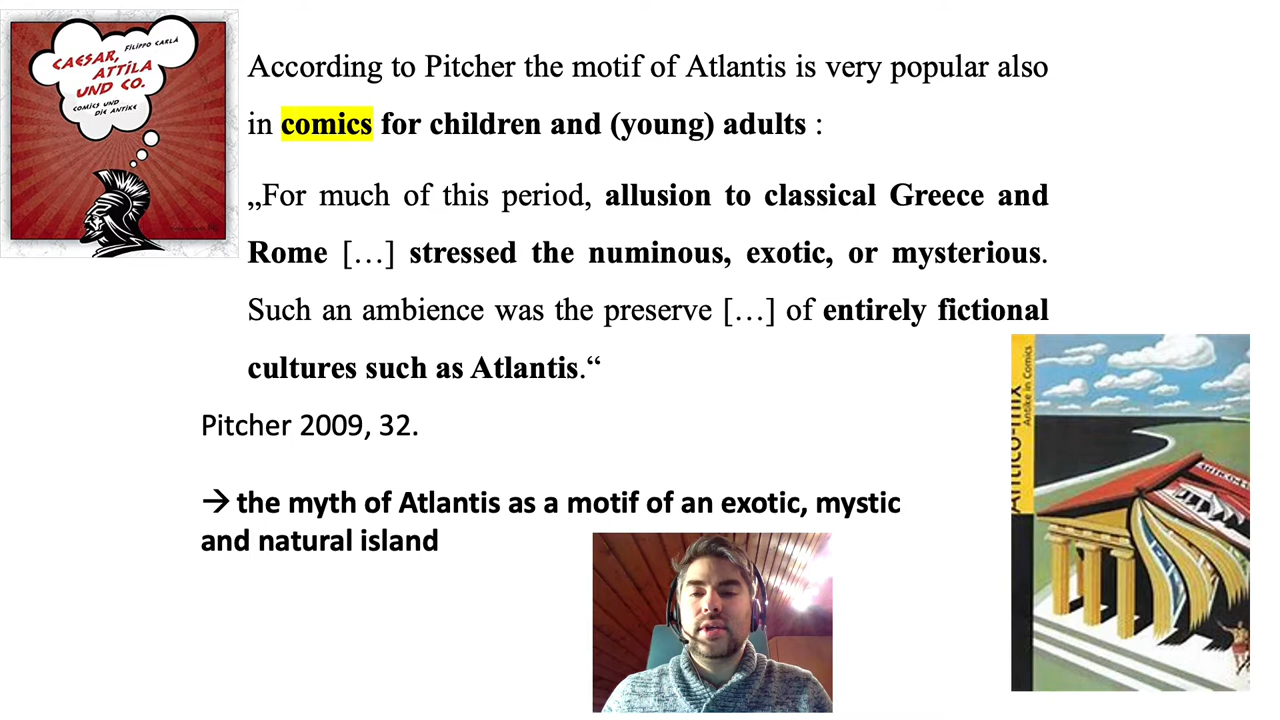 FILIPPO CARLÀ
CAESAR,
ATTILA
UND CO.
COMICS UND
DIE ANTIKE
According to Pitcher the motif of Atlantis is very popular also
in comics for children and (young) adults :
„For much of this period, allusion to classical Greece and
Rome […] stressed the numinous, exotic, or mysterious.
Such an ambience was the preserve […] of entirely fictional
cultures such as Atlantis.“
Pitcher 2009, 32.
→ the myth of Atlantis as a motif of an exotic, mystic
and natural island
Antico-mix
Antike in Comics